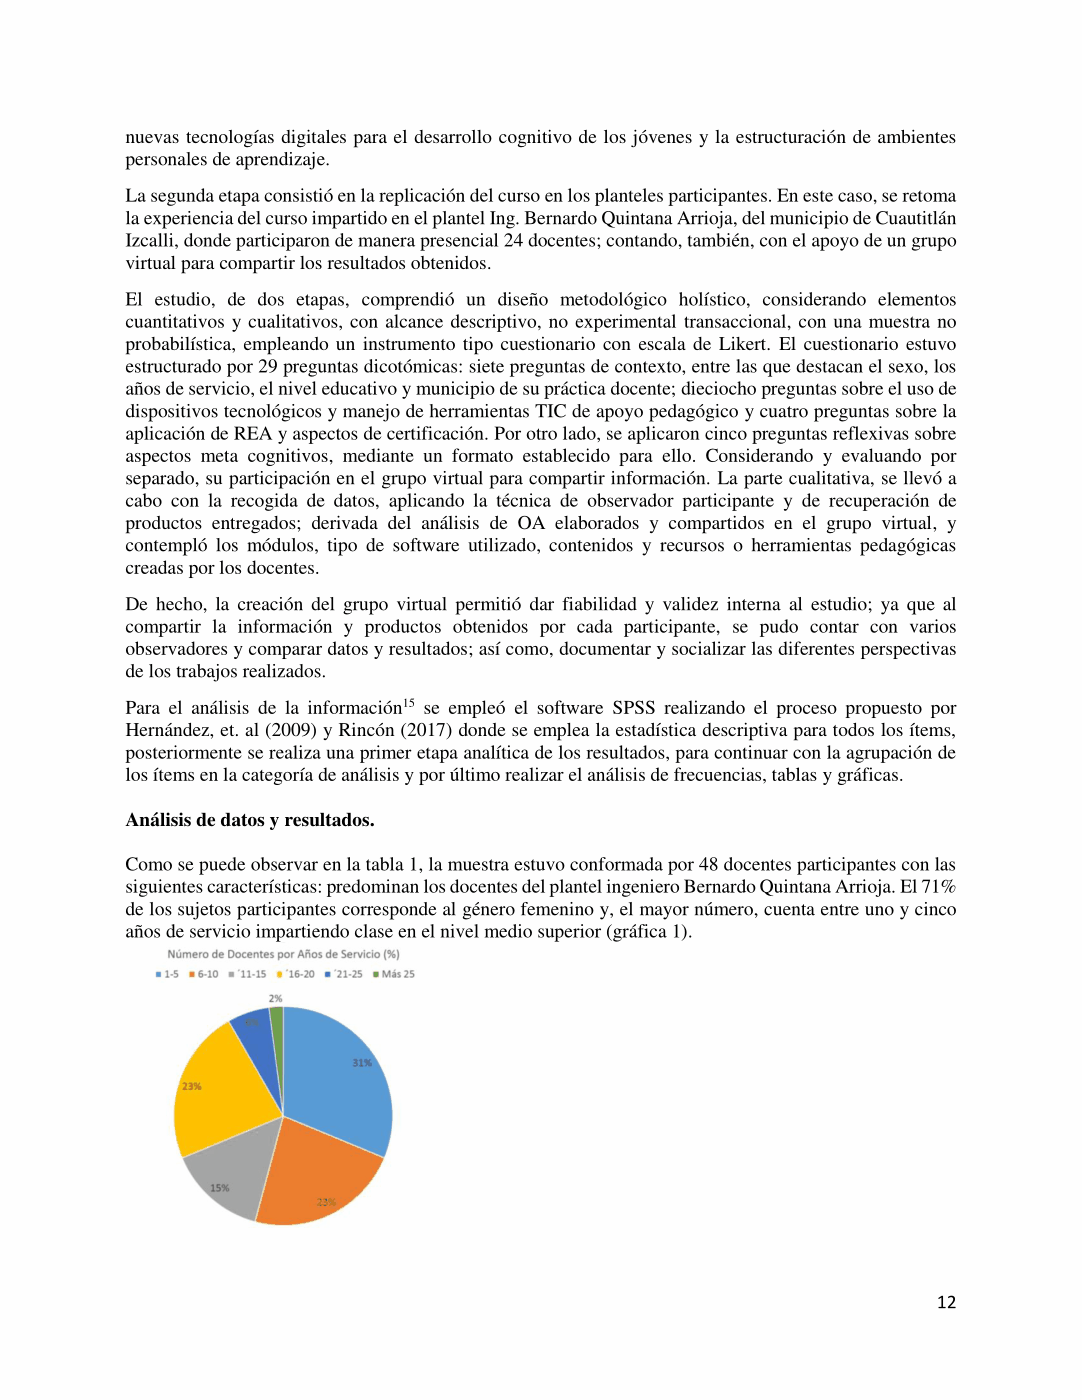 nuevas tecnologías digitales para el desarrollo cognitivo de los jóvenes y la estructuración de ambientes
personales de aprendizaje.
La segunda etapa consistió en la replicación del curso en los planteles participantes. En este caso, se retoma
la experiencia del curso impartido en el plantel Ing. Bernardo Quintana Arrioja, del municipio de Cuautitlán
Izcalli, donde participaron de manera presencial 24 docentes; contando, también, con el apoyo de un grupo
virtual para compartir los resultados obtenidos.
El estudio, de dos etapas, comprendió un diseño metodológico holístico, considerando elementos
cuantitativos y cualitativos, con alcance descriptivo, no experimental transaccional, con una muestra no
probabilística, empleando un instrumento tipo cuestionario con escala de Likert. El cuestionario estuvo
estructurado por 29 preguntas dicotómicas: siete preguntas de contexto, entre las que destacan el sexo, los
años de servicio, el nivel educativo y municipio de su práctica docente; dieciocho preguntas sobre el uso de
dispositivos tecnológicos y manejo de herramientas TIC de apoyo pedagógico y cuatro preguntas sobre la
aplicación de REA y aspectos de certificación. Por otro lado, se aplicaron cinco preguntas reflexivas sobre
aspectos meta cognitivos, mediante un formato establecido para ello. Considerando y evaluando por
separado, su participación en el grupo virtual para compartir información. La parte cualitativa, se llevó a
cabo con la recogida de datos, aplicando la técnica de observador participante y de recuperación de
productos entregados; derivada del análisis de OA elaborados y compartidos en el grupo virtual, y
contempló los módulos, tipo de software utilizado, contenidos y recursos o herramientas pedagógicas
creadas por los docentes.
De hecho, la creación del grupo virtual permitió dar fiabilidad y validez interna al estudio; ya que al
compartir la información y productos obtenidos por cada participante, se pudo contar con varios
observadores y comparar datos y resultados; así como, documentar y socializar las diferentes perspectivas
de los trabajos realizados.
Para el análisis de la información15 se empleó el software SPSS realizando el proceso propuesto por
Hernández, et. al (2009) y Rincón (2017) donde se emplea la estadística descriptiva para todos los ítems,
posteriormente se realiza una primer etapa analítica de los resultados, para continuar con la agrupación de
los ítems en la categoría de análisis y por último realizar el análisis de frecuencias, tablas y gráficas.
Análisis de datos y resultados.
Como se puede observar en la tabla 1, la muestra estuvo conformada por 48 docentes participantes con las
siguientes características: predominan los docentes del plantel ingeniero Bernardo Quintana Arrioja. El 71%
de los sujetos participantes corresponde al género femenino y, el mayor número, cuenta entre uno y cinco
años de servicio impartiendo clase en el nivel medio superior (gráfica 1).
Número de Docentes por Años de Servicio (%)
1-5 6-10 ´11-15 ´16-20 ´21-25 Más 25
2%
31%
23%
15%
23%
12